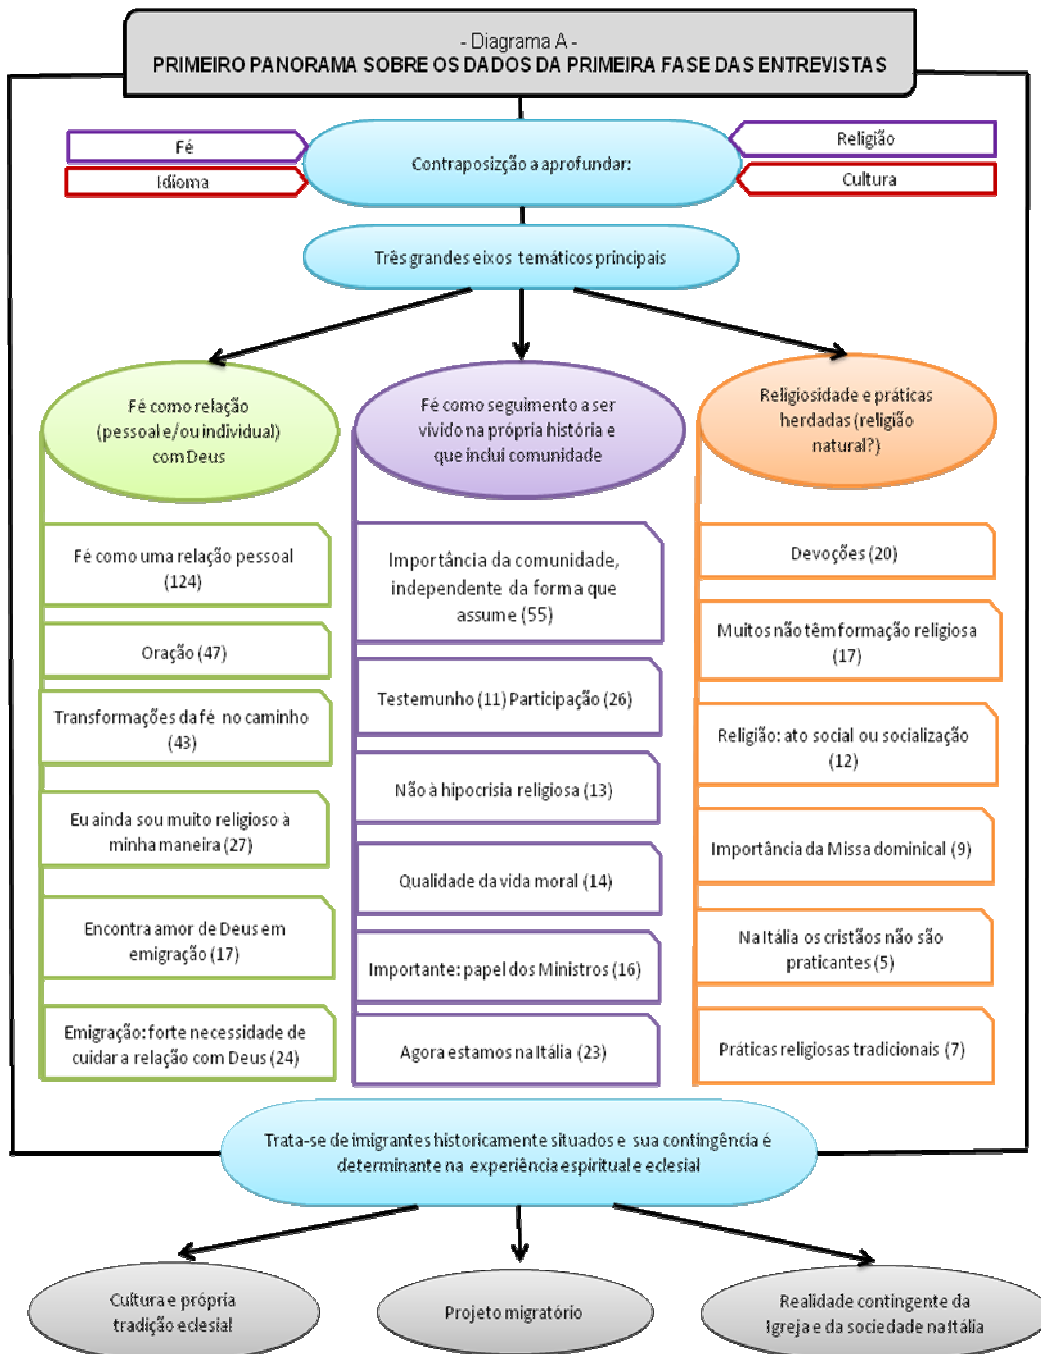 - Diagrama A -
PRIMEIRO PANORAMA SOBRE OS DADOS DA PRIMEIRA FASE DAS ENTREVISTAS
Fé
Idioma
Contraposizção a aprofundar:
Religião
Cultura
Três grandes eixos temáticos principais
Fé como relação
(pessoal e/ou individual)
com Deus
Fé como seguimento a ser
vivido na própria história e
que inclui comunidade
Religiosidade e práticas
herdadas (religião
natural?)
Fé como uma relação pessoal
(124)
Oração (47)
Transformações da fé no caminho
(43)
Eu ainda sou muito religioso à
minha maneira (27)
Encontra amor de Deus em
emigração (17)
Emigração: forte necessidade de
cuidar a relação com Deus (24)
Importância da comunidade,
independente da forma que
assume (55)
Testemunho (11) Participação (26)
Não à hipocrisia religiosa (13)
Qualidade da vida moral (14)
Importante: papel dos Ministros (16)
Agora estamos na Itália (23)
Devoções (20)
Muitos não têm formação religiosa
(17)
Religião: ato social ou socialização
(12)
Importância da Missa dominical (9)
Na Itália os cristãos não são
praticantes (5)
Práticas religiosas tradicionais (7)
Trata-se de imigrantes historicamente situados e sua contingência é
determinante na experiência espiritual e eclesial
Cultura e própria
tradição eclesial
Projeto migratório
Realidade contingente da
Igreja e da sociedade na Itália